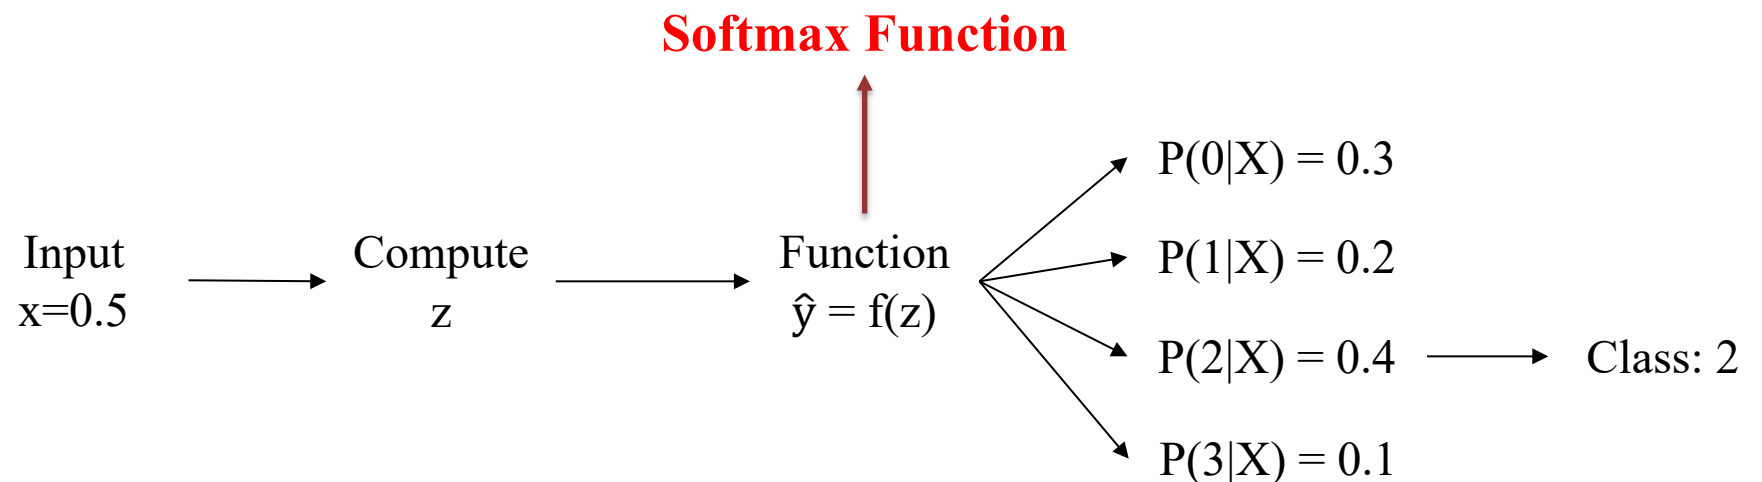 Softmax Function
Input
x=0.5
Compute
z
Function
ŷ = f(z)
P(0|X) = 0.3
P(1|X) = 0.2
P(2|X) = 0.4
P(3|X) = 0.1
Class: 2